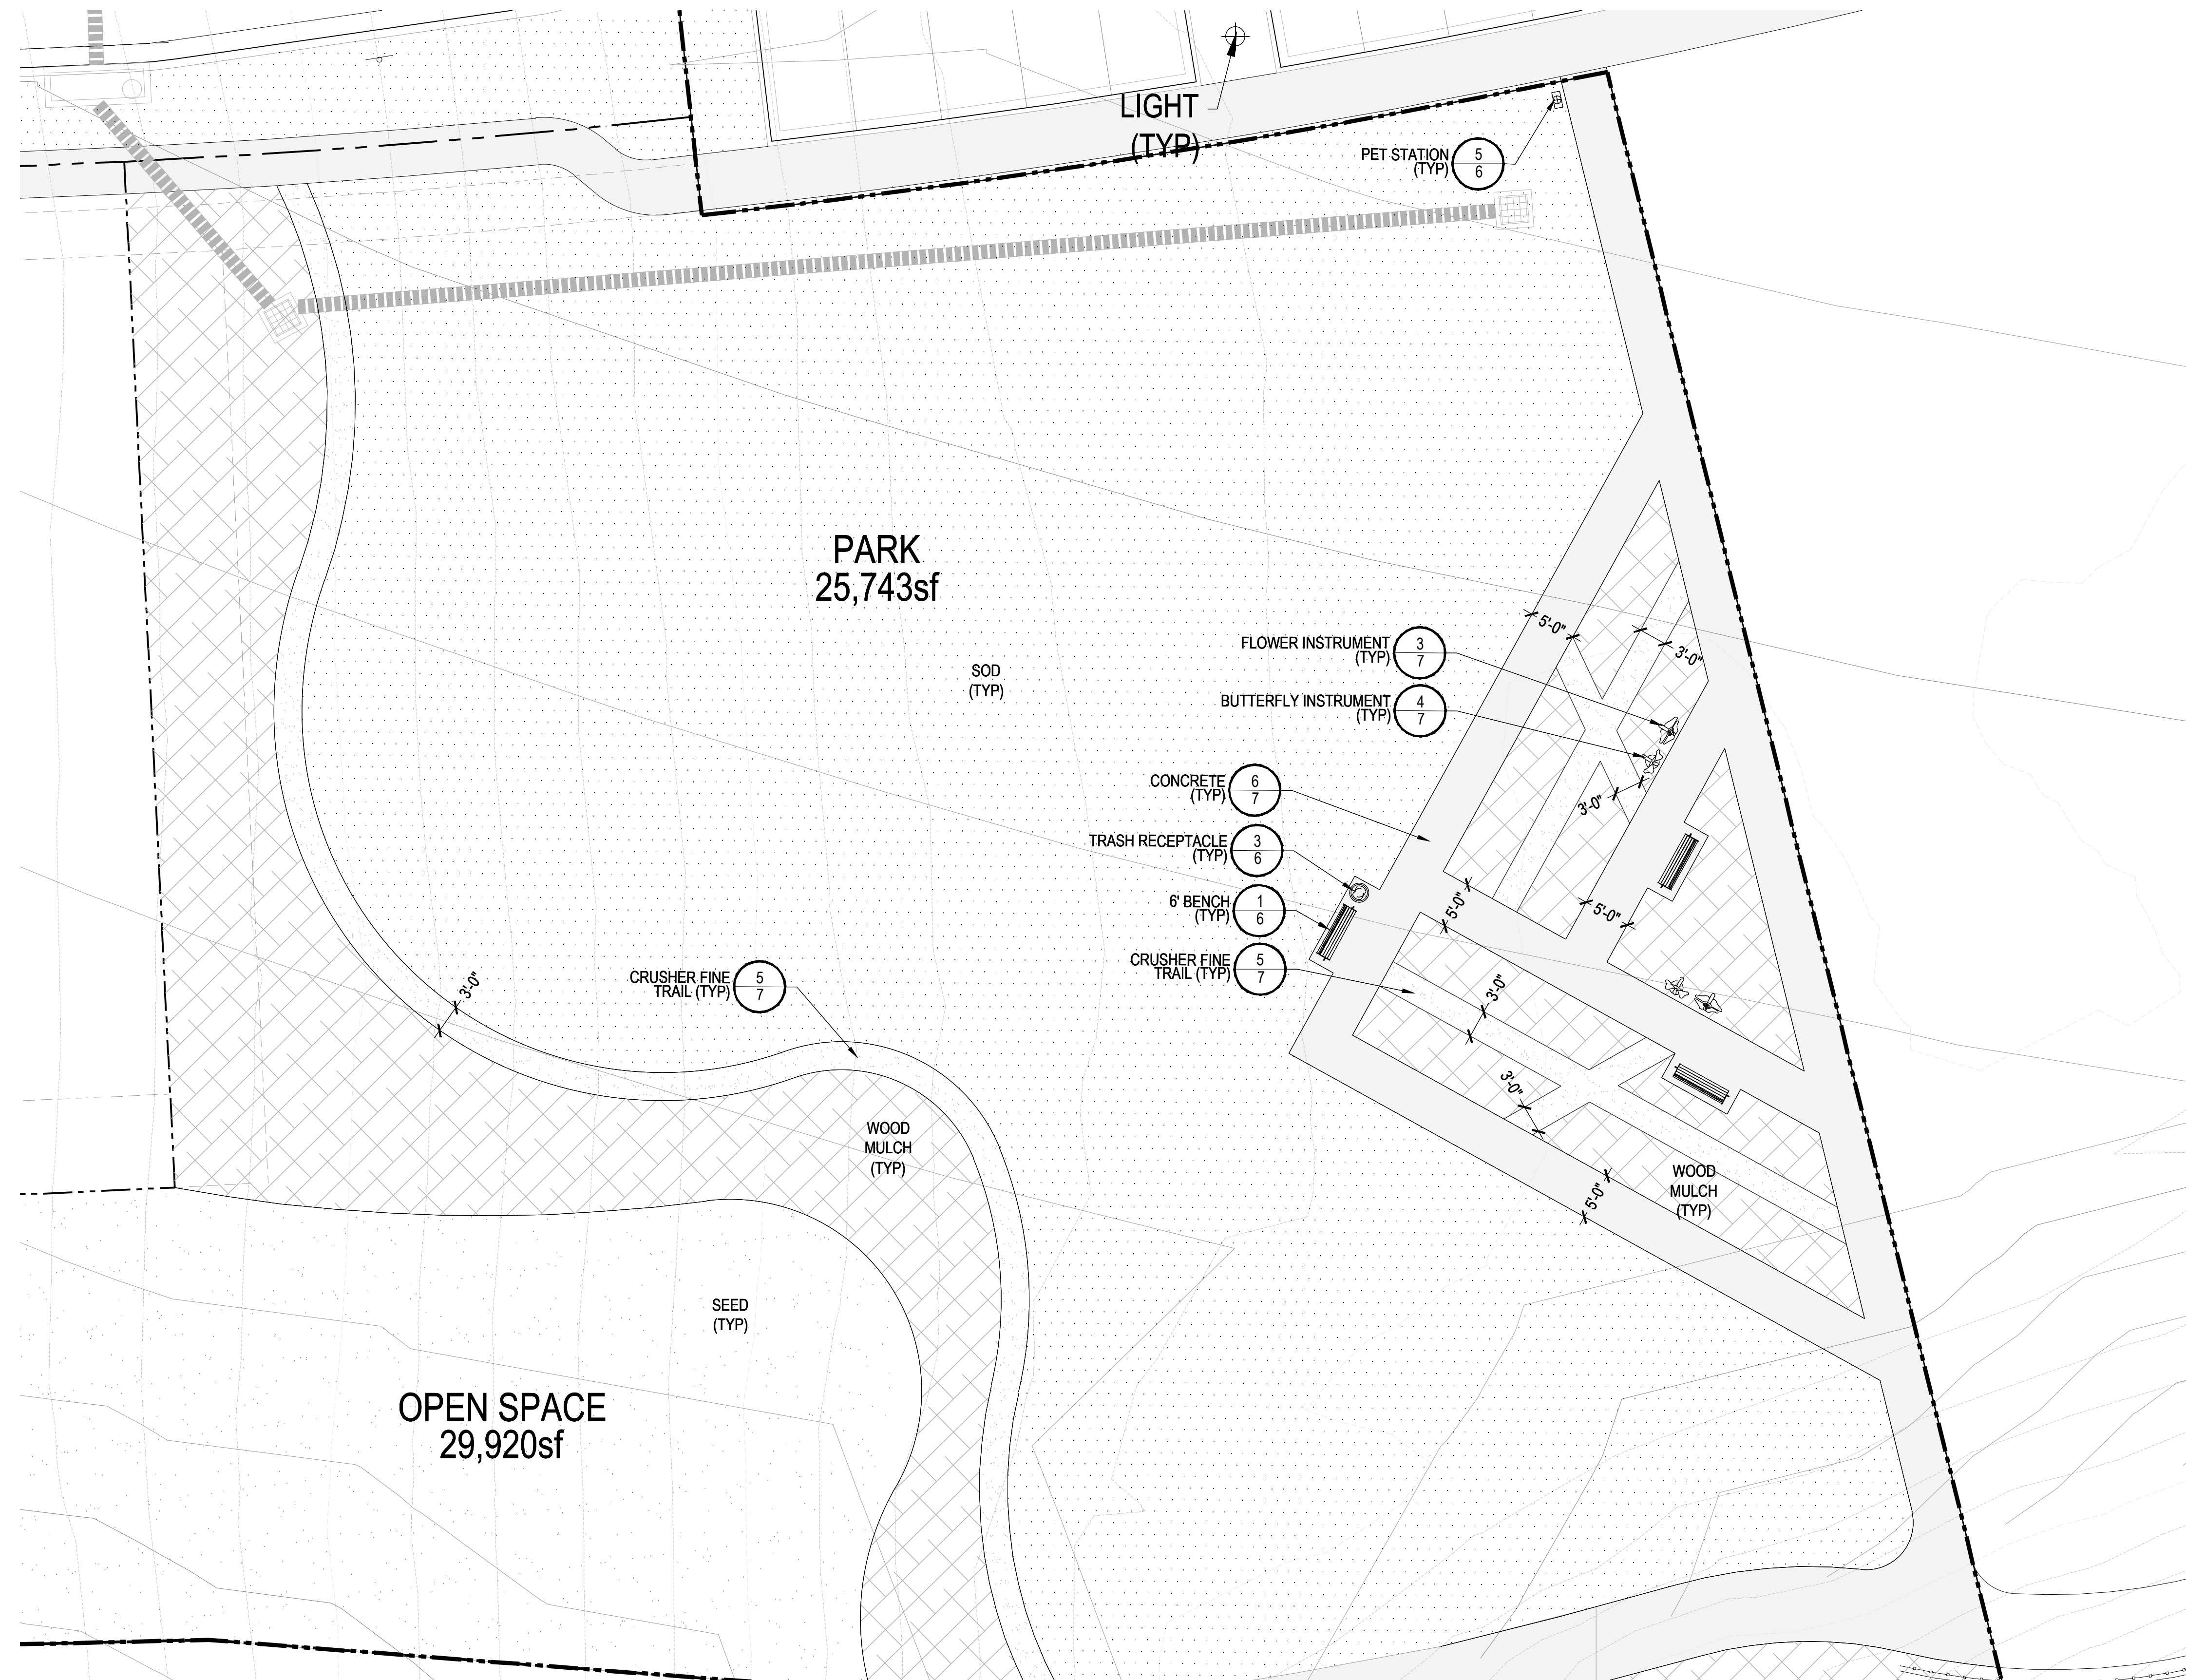 LIGHT
(TYP)
PET STATION
(TYP)
5
6
PARK
25,743sf
SOD
(TYP)
5'-0"
3'-0"
FLOWER INSTRUMENT
(TYP)
3
7
BUTTERFLY INSTRUMENT
(TYP)
4
7
3'-0"
CONCRETE
(TYP)
6
7
TRASH RECEPTACLE
(TYP)
3
6
6' BENCH
(TYP)
1
6
5'-0"
5'-0"
CRUSHER FINE
TRAIL (TYP)
5
7
CRUSHER FINE
TRAIL (TYP)
5
7
3'-0"
3'-0"
3'-0"
WOOD
MULCH
(TYP)
WOOD
MULCH
(TYP)
5'-0"
SEED
(TYP)
OPEN SPACE
29,920sf